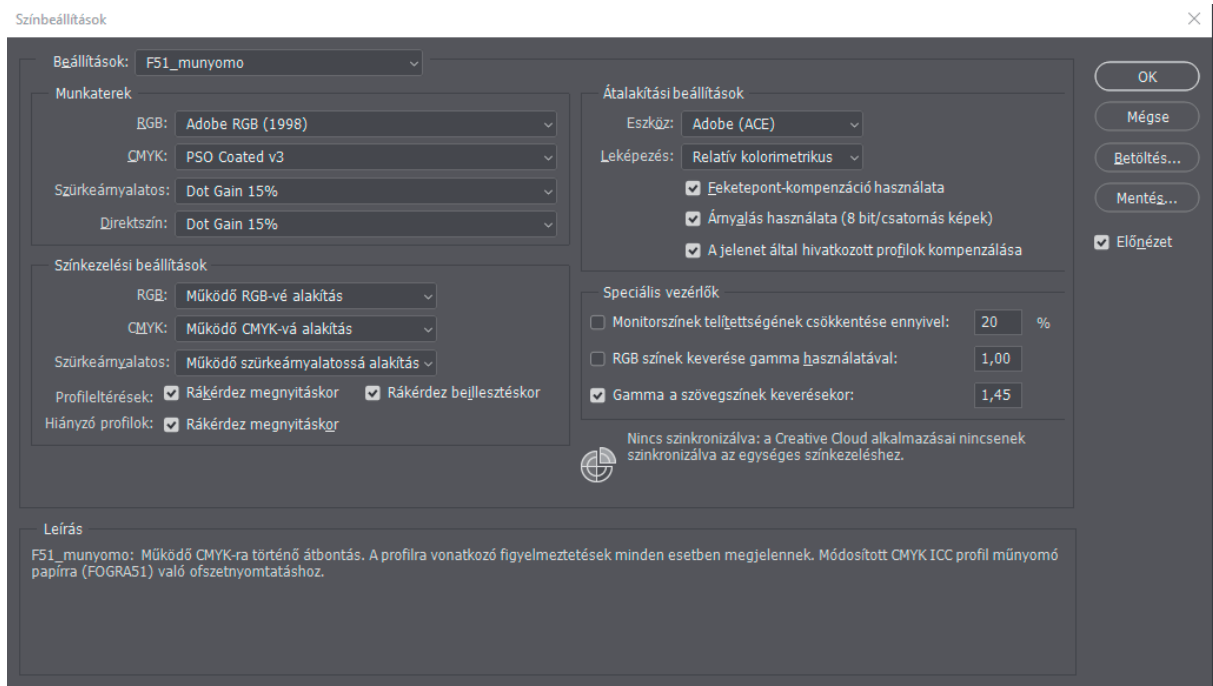 Színbeállítások
Beállítások: F51_munyomo
Munkaterek
RGB: Adobe RGB (1998)
CMYK: PSO Coated v3
Szürkeárnyalatos: Dot Gain 15%
Direktszín: Dot Gain 15%
Színkezelési beállítások
RGB: Működő RGB-vé alakítás
CMYK: Működő CMYK-vá alakítás
Szürkeárnyalatos: Működő szürkeárnyalatossá alakítás
Profileltérések: Rákérdez megnyitáskor Rákérdez beillesztéskor
Hiányzó profilok: Rákérdez megnyitáskor
Átalakítási beállítások
Eszköz: Adobe (ACE)
Leképezés: Relatív kolorimetrikus
Feketepont-kompenzáció használata
Árnyalás használata (8 bit/csatornás képek)
A jelenet által hivatkozott profilok kompenzálása
Speciális vezérlők
Monitorszínek telítettségének csökkentése ennyivel: 20 %
RGB színek keverése gamma használatával: 1,00
Gamma a szövegszínek keverésekor: 1,45
Nincs szinkronizálva: a Creative Cloud alkalmazásai nincsenek
szinkronizálva az egységes színkezeléshez.
OK
Mégse
Betöltés...
Mentés...
Előnézet
Leírás
F51_munyomo: Működő CMYK-ra történő átbontás. A profilra vonatkozó figyelmeztetések minden esetben megjelennek. Módosított CMYK ICC profil műnyomó
papírra (FOGRA51) való ofszetnyomtatáshoz.